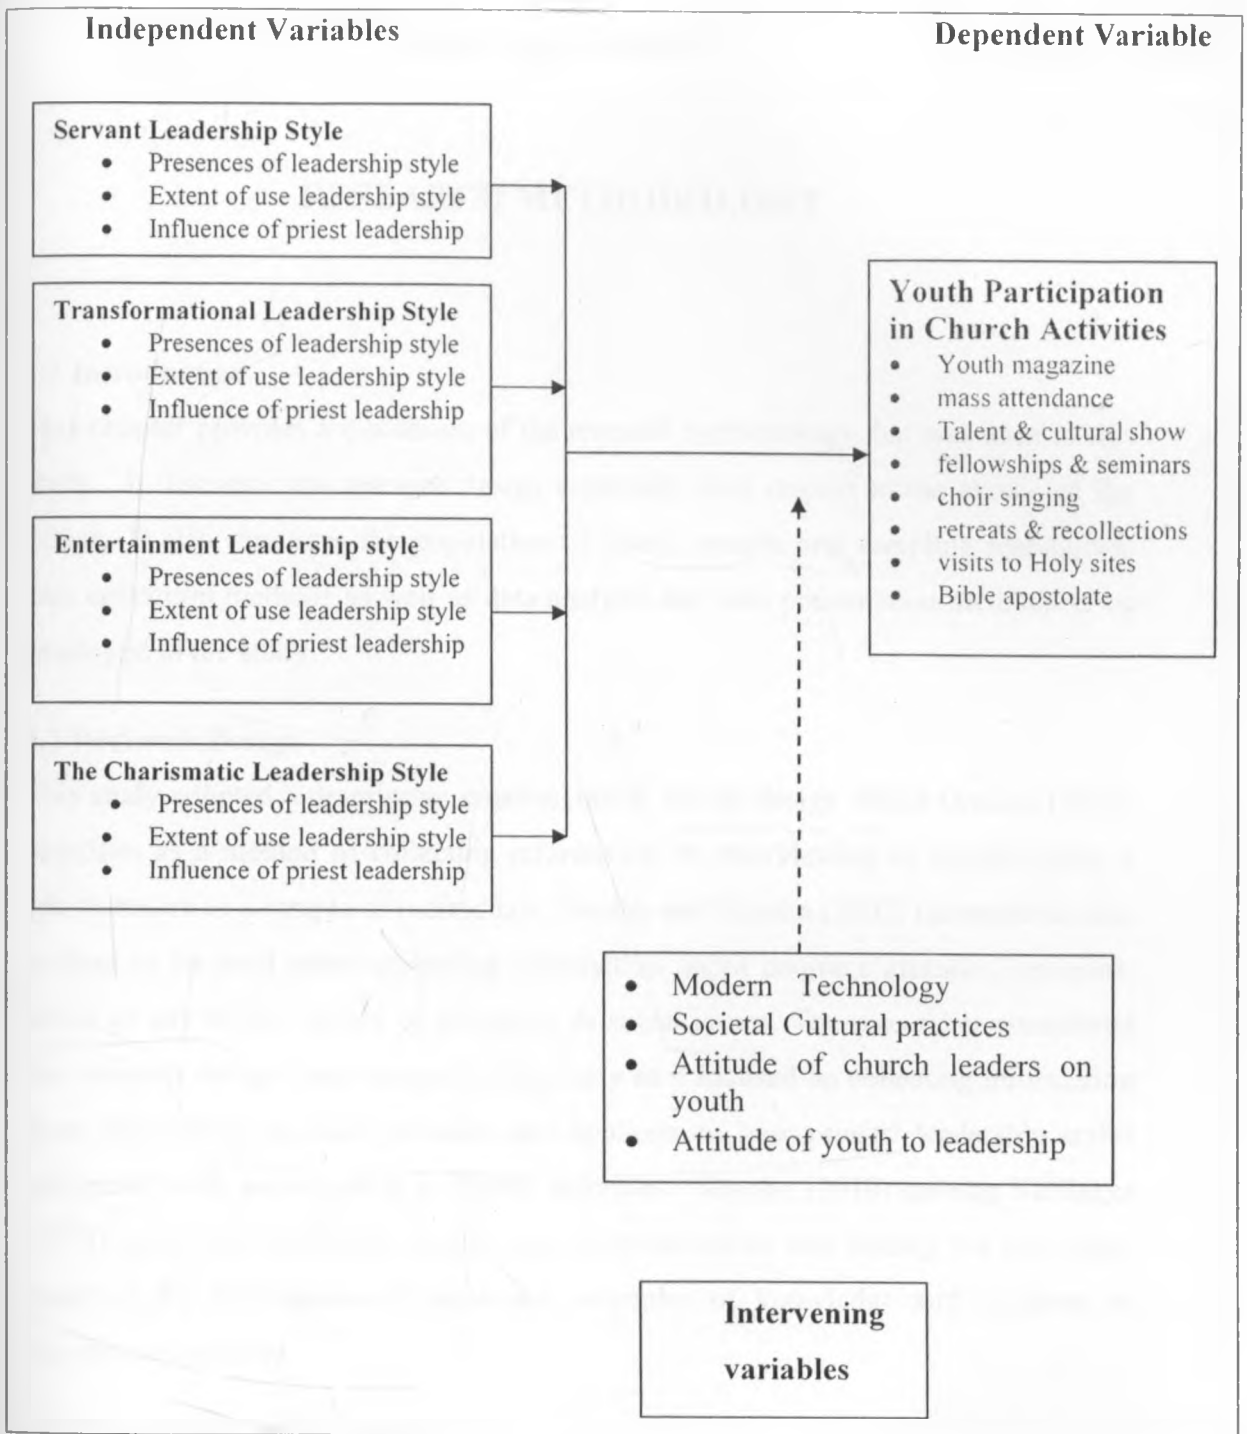 Independent Variables
Dependent Variable
Servant Leadership Style
• Presences of leadership style
• Extent of use leadership style
• Influence of priest leadership
Transformational Leadership Style
• Presences of leadership style
• Extent of use leadership style
• Influence of priest leadership
Entertainment Leadership style
• Presences of leadership style
• Extent of use leadership style
• Influence of priest leadership
The Charismatic Leadership Style
• Presences of leadership style
• Extent of use leadership style
• Influence of priest leadership
Youth Participation
in Church Activities
• Youth magazine
• mass attendance
• Talent & cultural show
• fellowships & seminars
• choir singing
• retreats & recollections
• visits to Holy sites
• Bible apostolate
• Modern Technology
• Societal Cultural practices
• Attitude of church leaders on
youth
• Attitude of youth to leadership
Intervening
variables